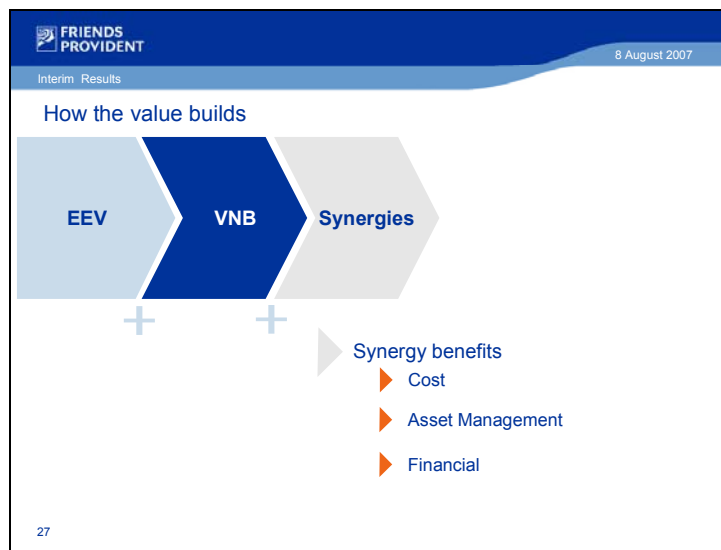 FRIENDS
PROVIDENT
8 August 2007
Interim Results
How the value builds
EEV
VNB
Synergies
+
+
Synergy benefits
Cost
Asset Management
Financial
27